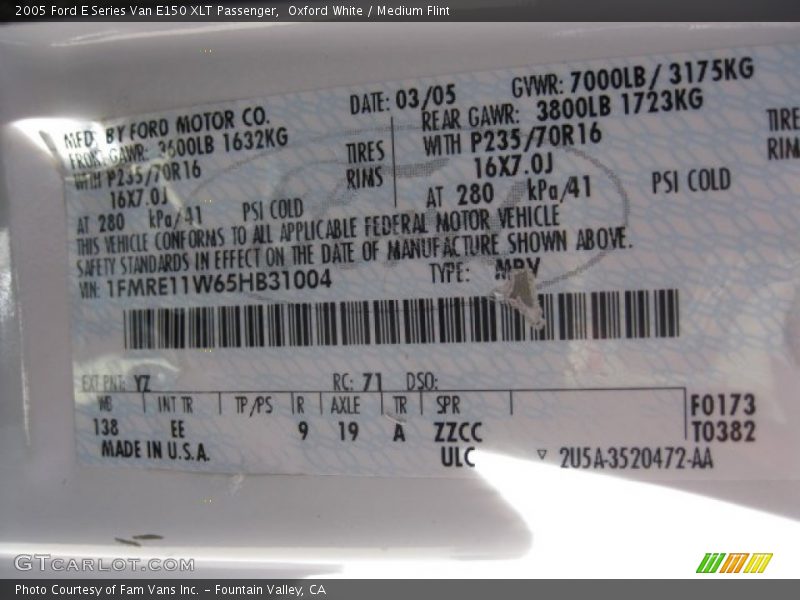 2005 Ford E Series Van E150 XLT Passenger,  Oxford White / Medium Flint
MFD. BY FORD MOTOR CO.
DATE: 03/05
GVWR: 7000LB / 3175KG
FRONT GAWR: 3600LB 1632KG
REAR GAWR: 3800LB 1723KG
WITH P235/70R16
TIRES
WITH P235/70R16
TIRE
16X7.0J
RIMS
16X7.0J
RIM
AT 280 kPa/41 PSI COLD
AT 280 kPa/41 PSI COLD
THIS VEHICLE CONFORMS TO ALL APPLICABLE FEDERAL MOTOR VEHICLE
SAFETY STANDARDS IN EFFECT ON THE DATE OF MANUFACTURE SHOWN ABOVE.
VIN: 1FMRE11W65HB31004
TYPE: MPV
EXT PNT: YZ
RC: 71 DSO:
WB INT TR TP/PS R AXLE TR SPR
F0173
138 EE 9 19 A ZZCC
T0382
MADE IN U.S.A.
ULC
▽ 2U5A-3520472-AA
GTCARLOT.COM
Photo Courtesy of Fam Vans Inc. – Fountain Valley, CA